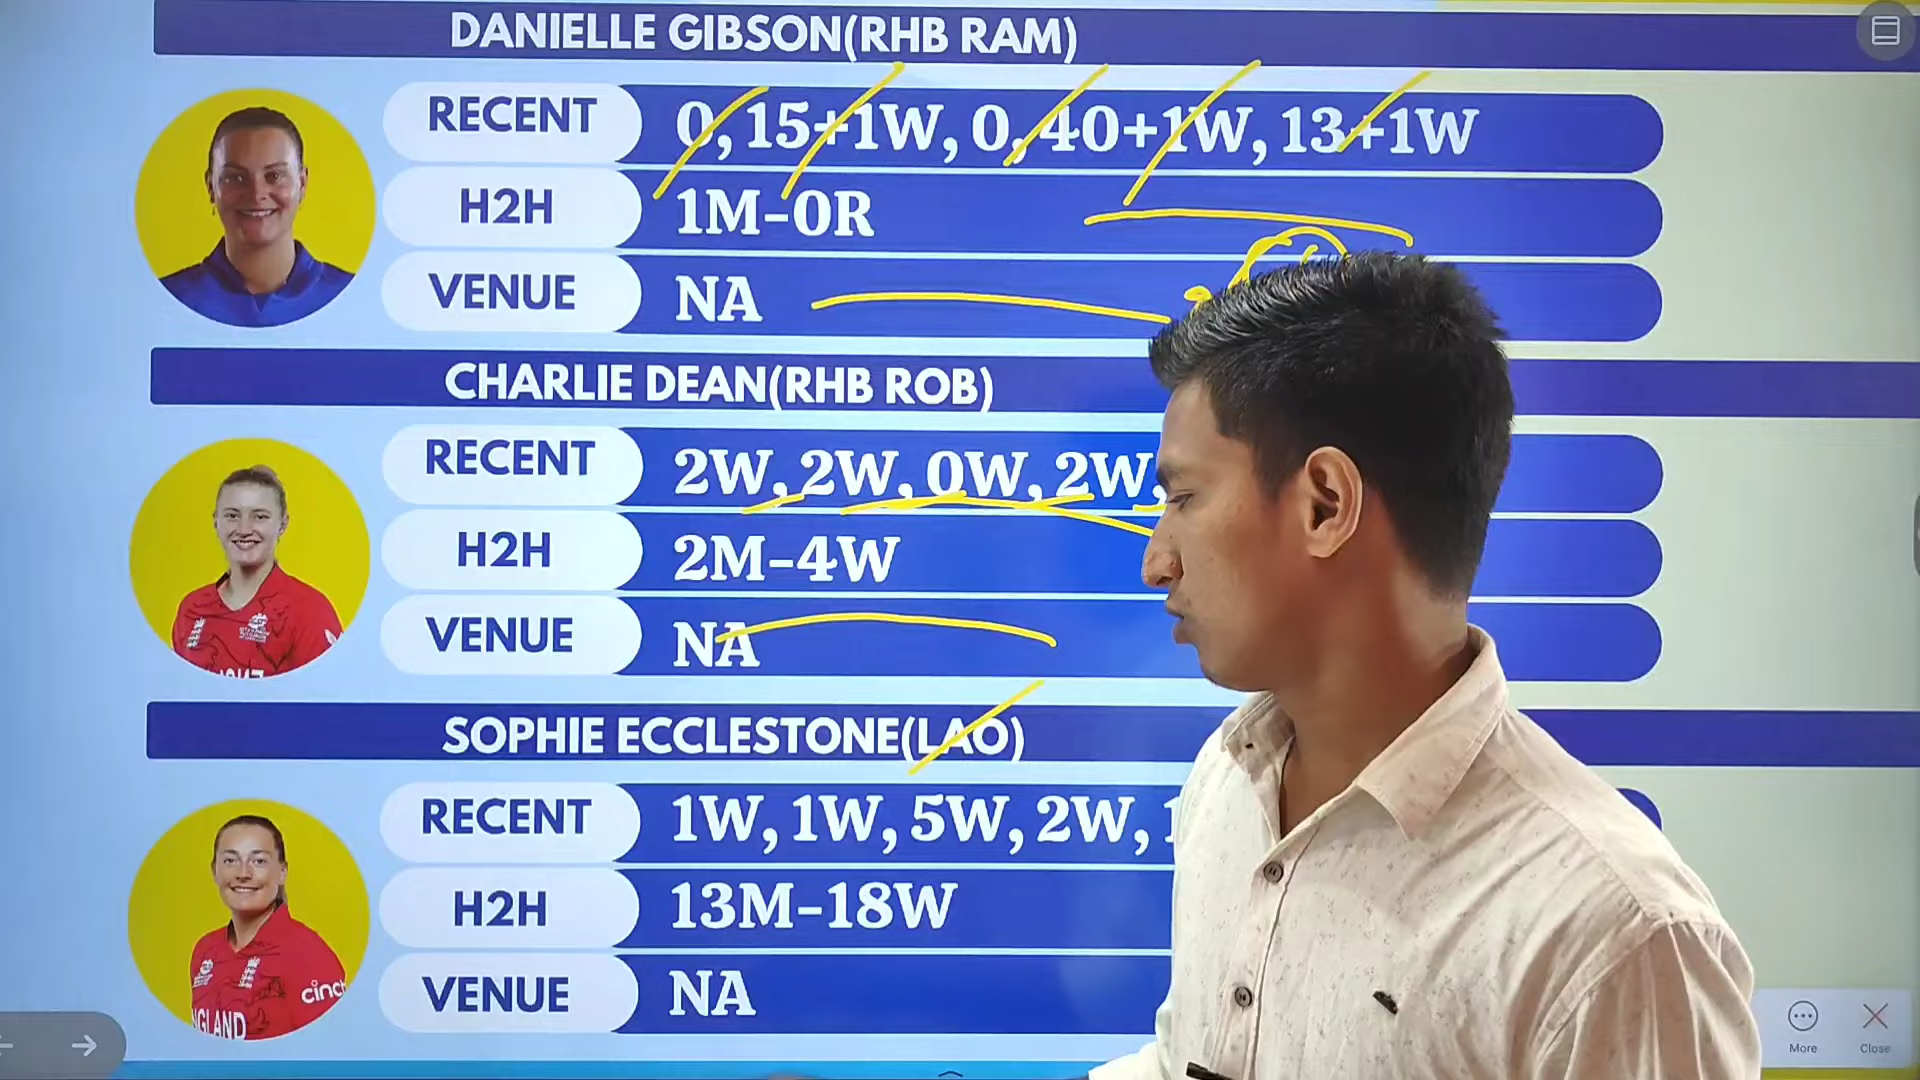 DANIELLE GIBSON(RHB RAM)
RECENT 0, 15+1W, 0, 40+1W, 13+1W
H2H 1M-0R
VENUE NA
CHARLIE DEAN(RHB ROB)
RECENT 2W, 2W, 0W, 2W,
H2H 2M-4W
VENUE NA
SOPHIE ECCLESTONE(LAO)
RECENT 1W, 1W, 5W, 2W,
H2H 13M-18W
cinch
VENUE NA
More Close